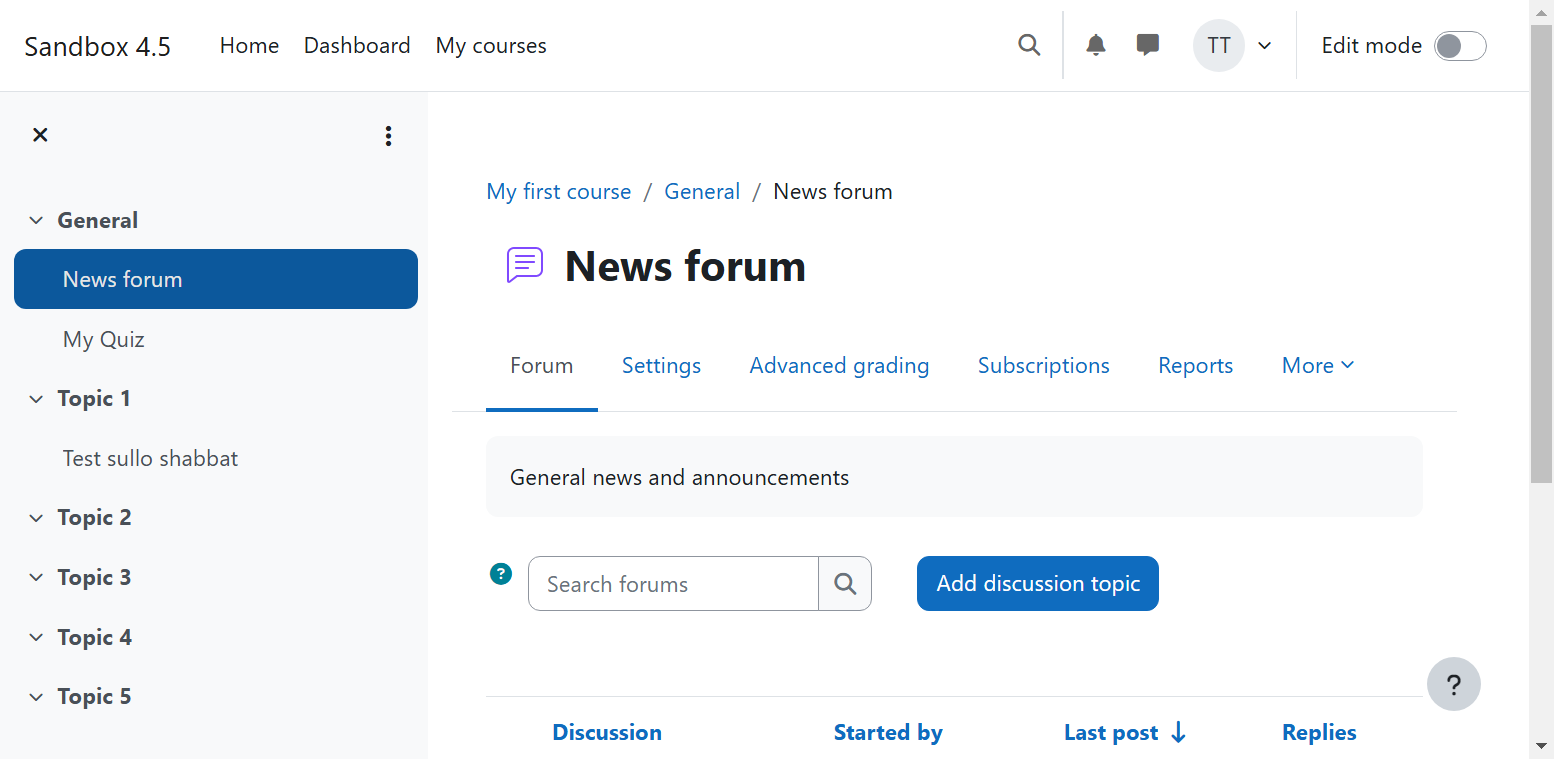 Sandbox 4.5 Home Dashboard My courses TT Edit mode
General
News forum
My Quiz
Topic 1
Test sullo shabbat
Topic 2
Topic 3
Topic 4
Topic 5
My first course / General / News forum
News forum
Forum Settings Advanced grading Subscriptions Reports More
General news and announcements
? Search forums Add discussion topic
?
Discussion Started by Last post Replies